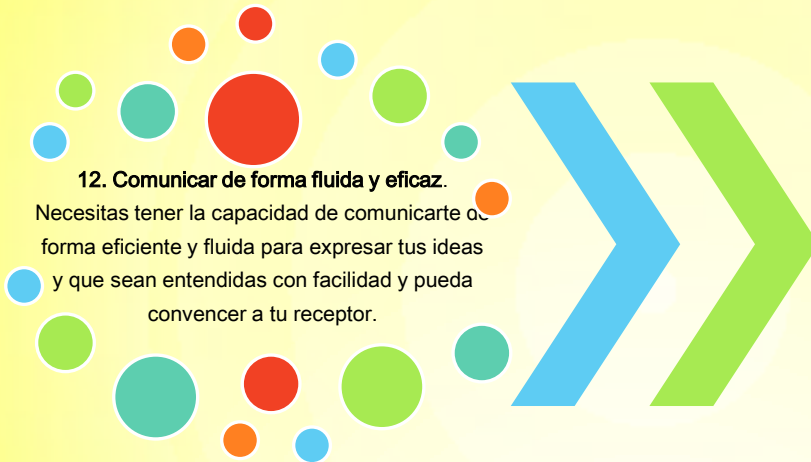 12. Comunicar de forma fluida y eficaz.
Necesitas tener la capacidad de comunicarte de
forma eficiente y fluida para expresar tus ideas
y que sean entendidas con facilidad y pueda
convencer a tu receptor.